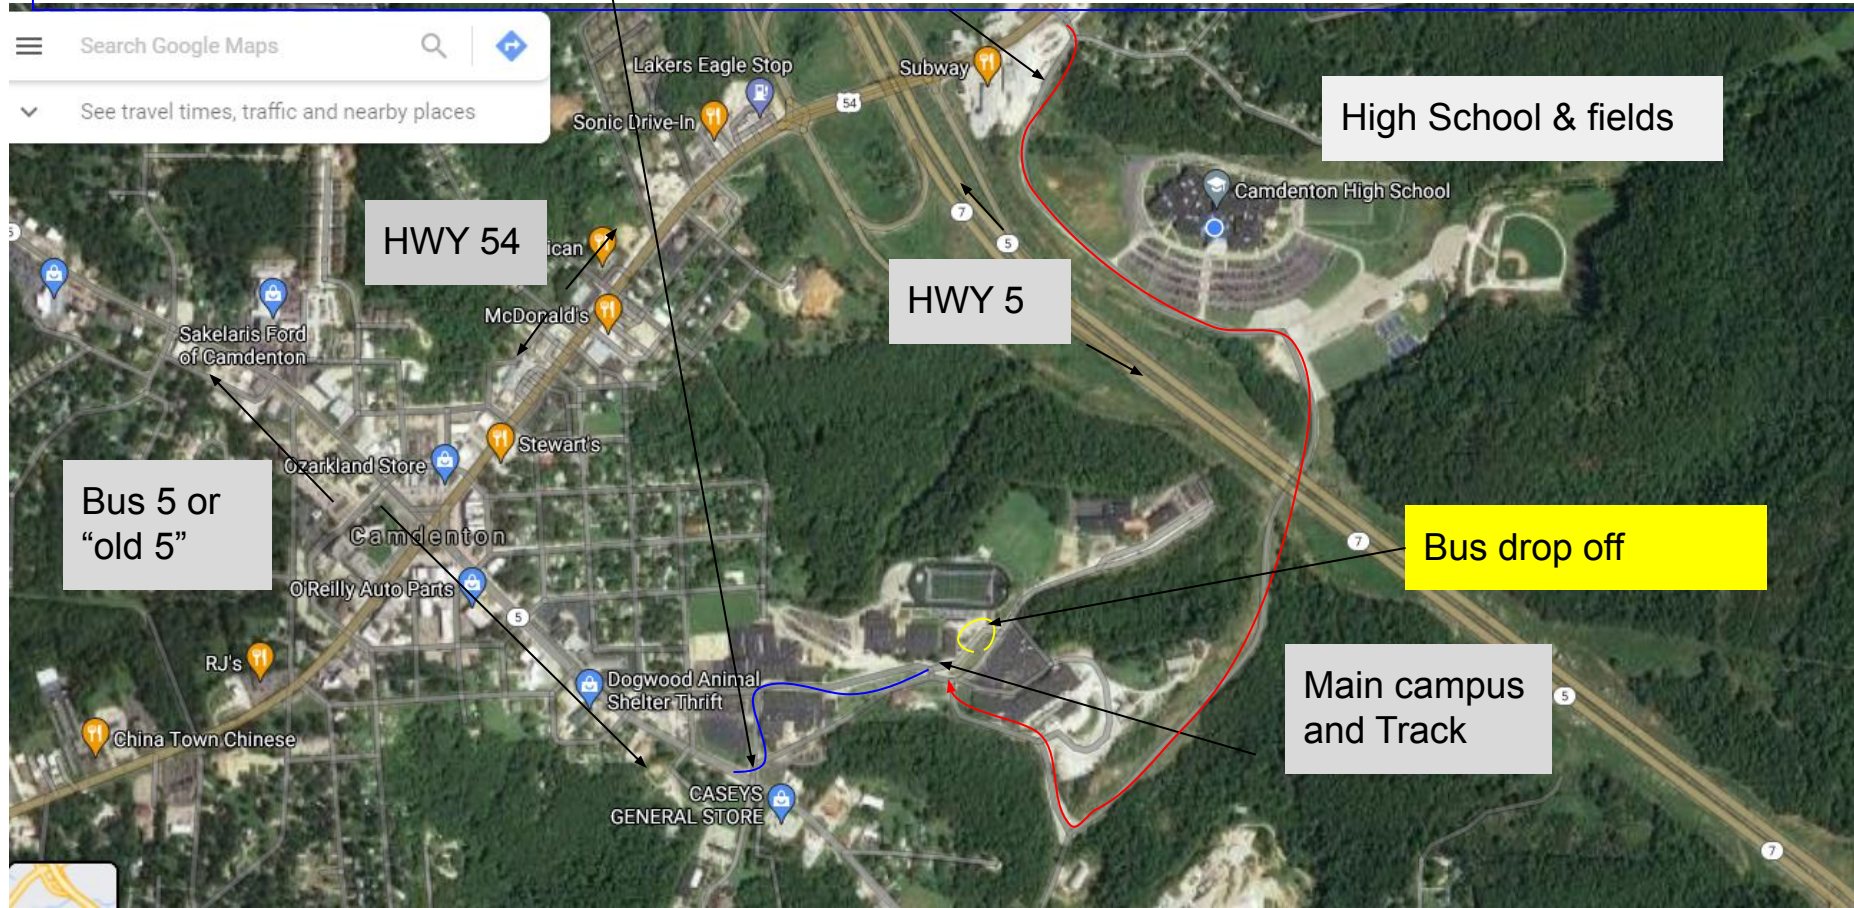 Search Google Maps
See travel times, traffic and nearby places
Lakers Eagle Stop
Subway
54
Sonic Drive-In
High School & fields
Camdenton High School
7
5
HWY 54
ican
HWY 5
McDonald's
5
Sakelaris Ford
of Camdenton
Stewart's
Ozarkland Store
Bus 5 or
“old 5”
Camdenton
Bus drop off
7
O'Reilly Auto Parts
5
RJ's
Dogwood Animal
Shelter Thrift
Main campus
and Track
5
China Town Chinese
CASEYS
GENERAL STORE
7